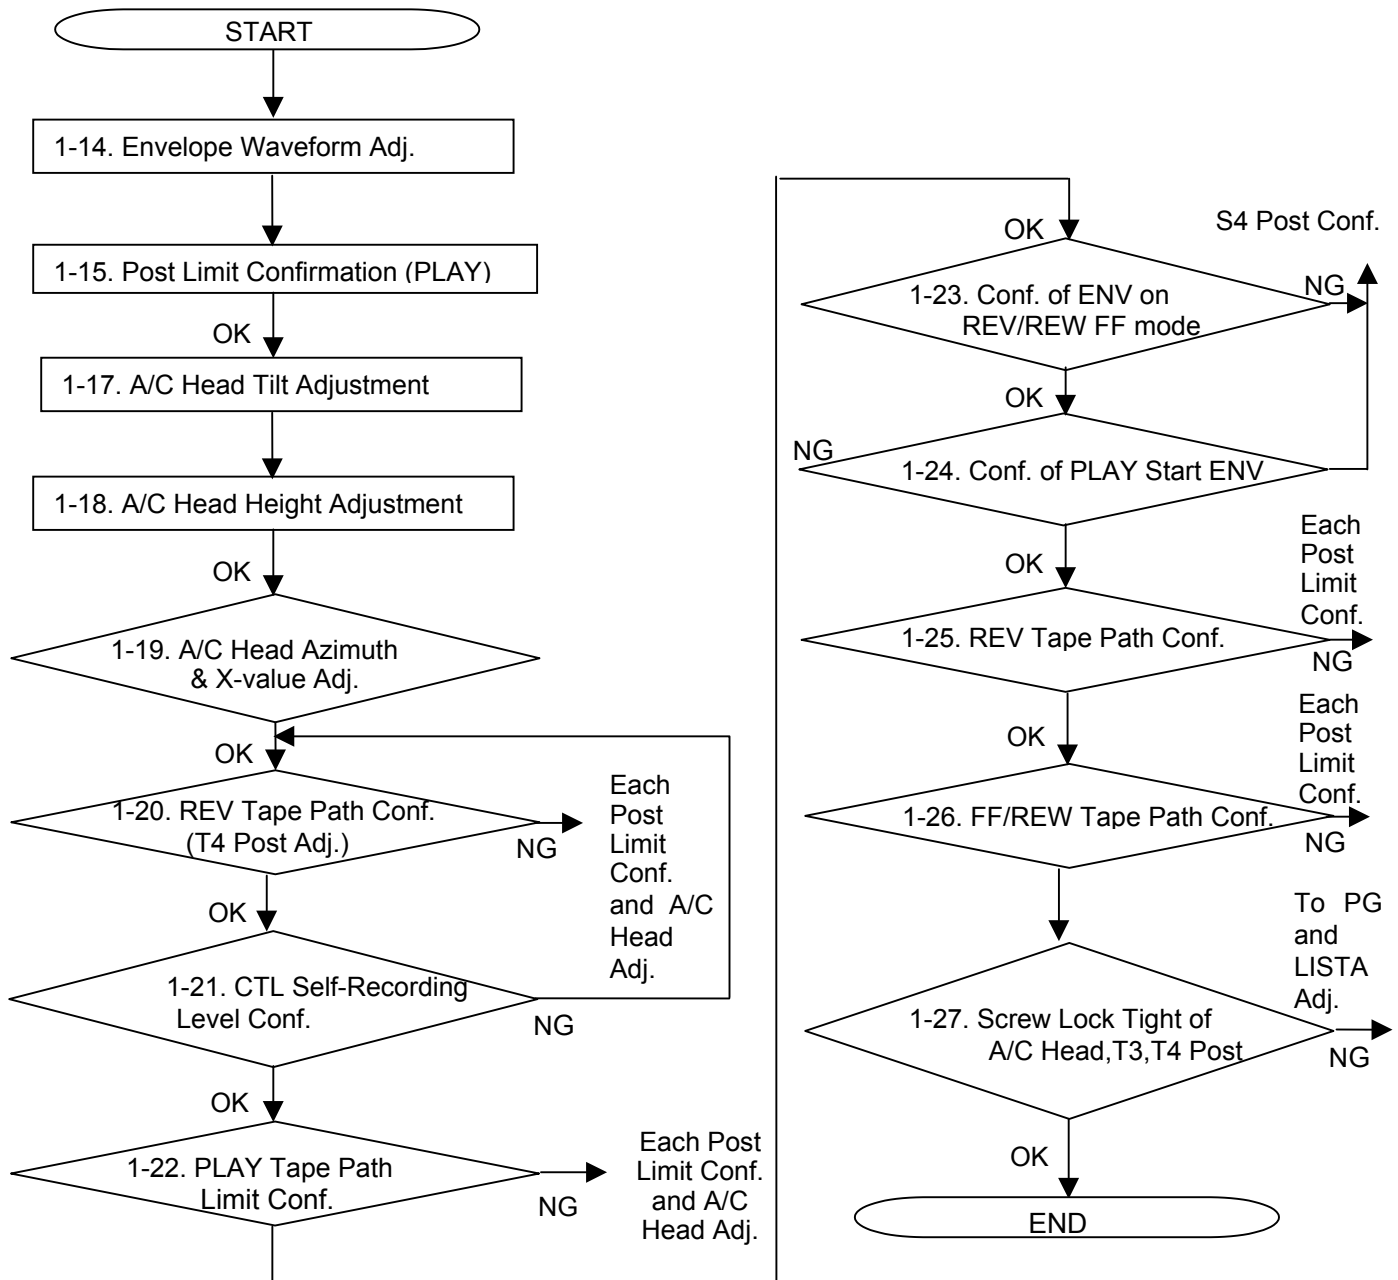 START
1-14. Envelope Waveform Adj.
1-15. Post Limit Confirmation (PLAY)
OK
1-17. A/C Head Tilt Adjustment
1-18. A/C Head Height Adjustment
OK
1-19. A/C Head Azimuth
& X-value Adj.
OK
1-20. REV Tape Path Conf.
(T4 Post Adj.)
NG
Each
Post
Limit
Conf.
and A/C
Head
Adj.
OK
1-21. CTL Self-Recording
Level Conf.
NG
OK
1-22. PLAY Tape Path
Limit Conf.
NG
Each Post
Limit Conf.
and A/C
Head Adj.
OK
S4 Post Conf.
1-23. Conf. of ENV on
REV/REW FF mode
NG
OK
NG
1-24. Conf. of PLAY Start ENV
OK
Each
Post
Limit
Conf.
1-25. REV Tape Path Conf.
NG
OK
Each
Post
Limit
Conf.
1-26. FF/REW Tape Path Conf.
NG
To PG
and
LISTA
Adj.
1-27. Screw Lock Tight of
A/C Head,T3,T4 Post
NG
OK
END